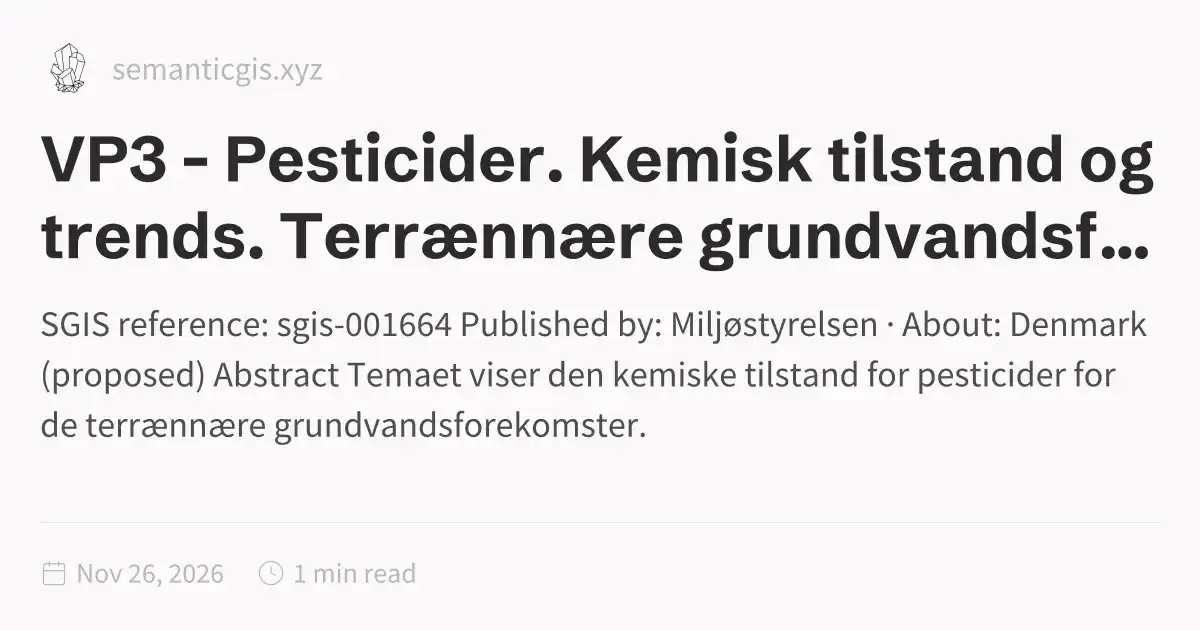 semanticgis.xyz
VP3 - Pesticider. Kemisk tilstand og
trends. Terrænnære grundvandsf...
SGIS reference: sgis-001664 Published by: Miljøstyrelsen · About: Denmark
(proposed) Abstract Temaet viser den kemiske tilstand for pesticider for
de terrænnære grundvandsforekomster.
Nov 26, 2026 1 min read